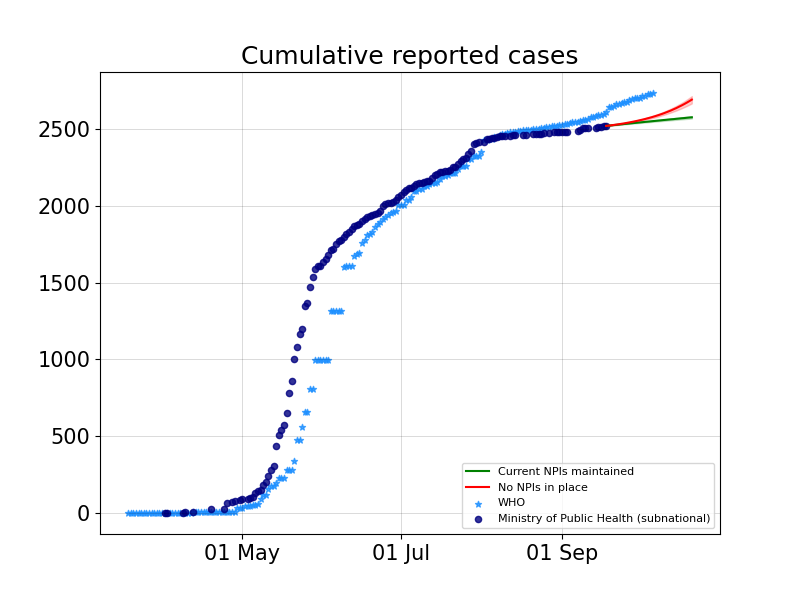 Cumulative reported cases
2500
2000
1500
1000
500
0
01 May
01 Jul
01 Sep
Current NPIs maintained
No NPIs in place
WHO
Ministry of Public Health (subnational)